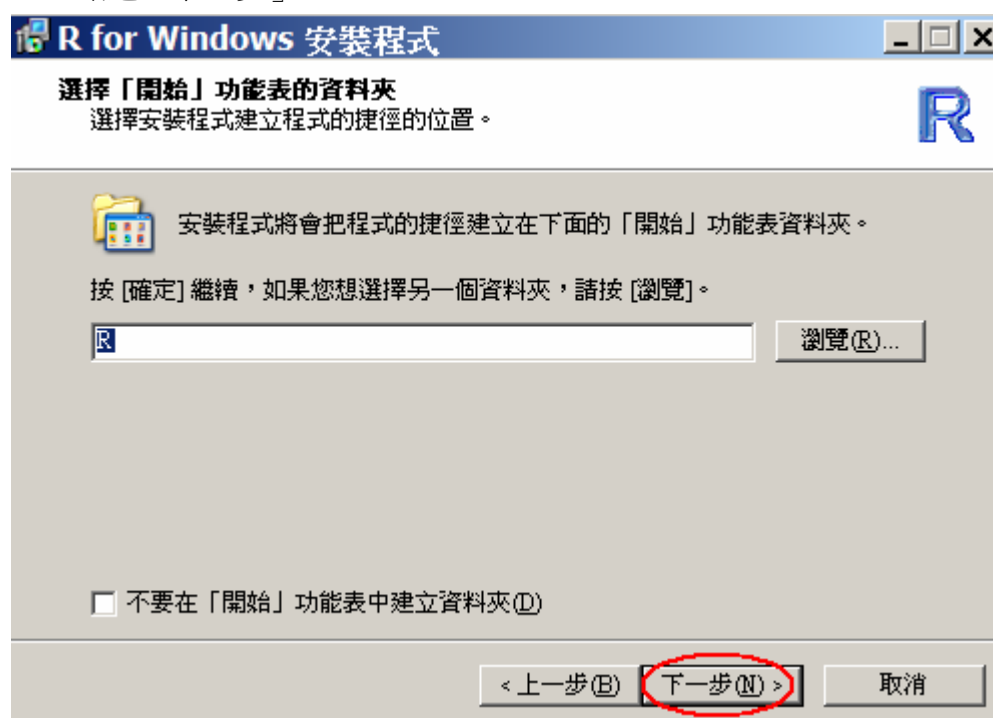 R for Windows 安裝程式
選擇「開始」功能表的資料夾
選擇安裝程式建立程式的捷徑的位置。
R
安裝程式將會把程式的捷徑建立在下面的「開始」功能表資料夾。
按 [確定] 繼續，如果您想選擇另一個資料夾，請按 [瀏覽]。
R
瀏覽(R)...
不要在「開始」功能表中建立資料夾(D)
<上一步(B)
下一步(N) >
取消